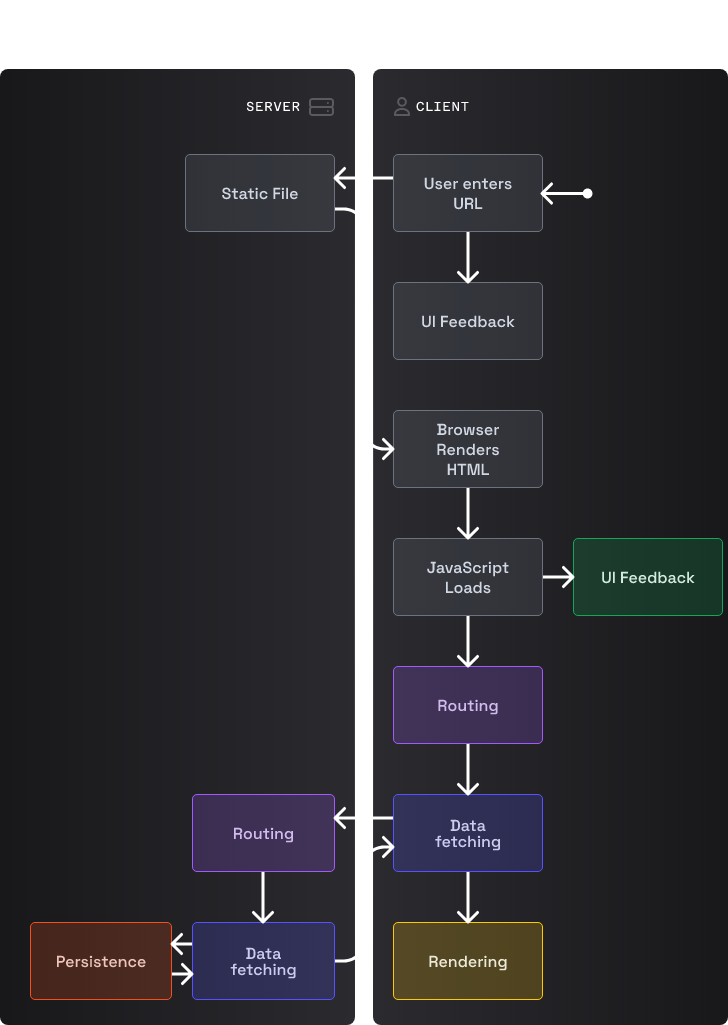 SERVER
CLIENT
Static File
User enters
URL
UI Feedback
Browser
Renders
HTML
JavaScript
Loads
UI Feedback
Routing
Routing
Data
fetching
Persistence
Data
fetching
Rendering